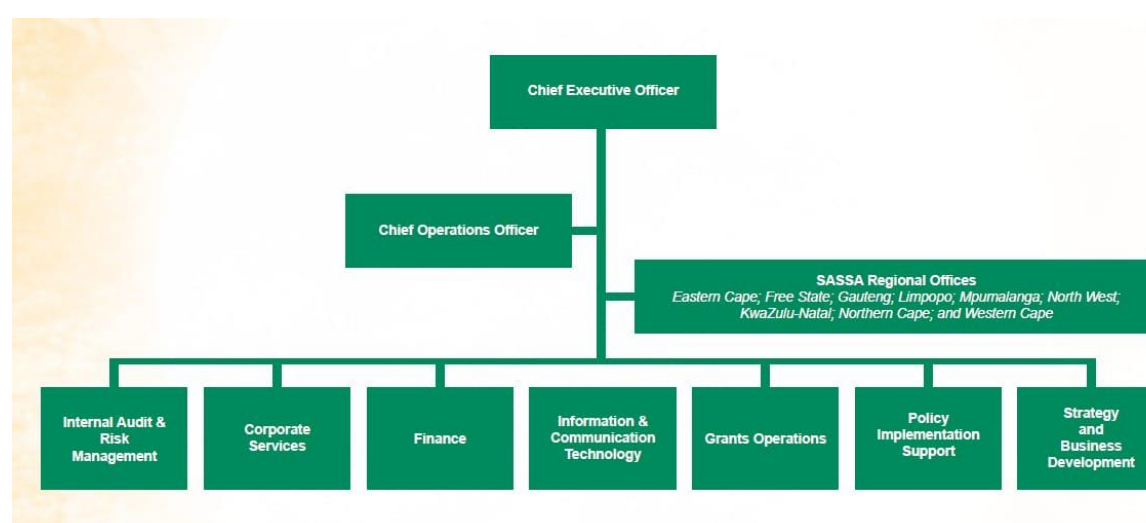 Chief Executive Officer
Chief Operations Officer
SASSA Regional Offices
Eastern Cape; Free State; Gauteng; Limpopo; Mpumalanga; North West;
KwaZulu-Natal; Northern Cape; and Western Cape
Internal Audit &
Risk
Management
Corporate
Services
Finance
Information &
Communication
Technology
Grants Operations
Policy
Implementation
Support
Strategy
and
Business
Development